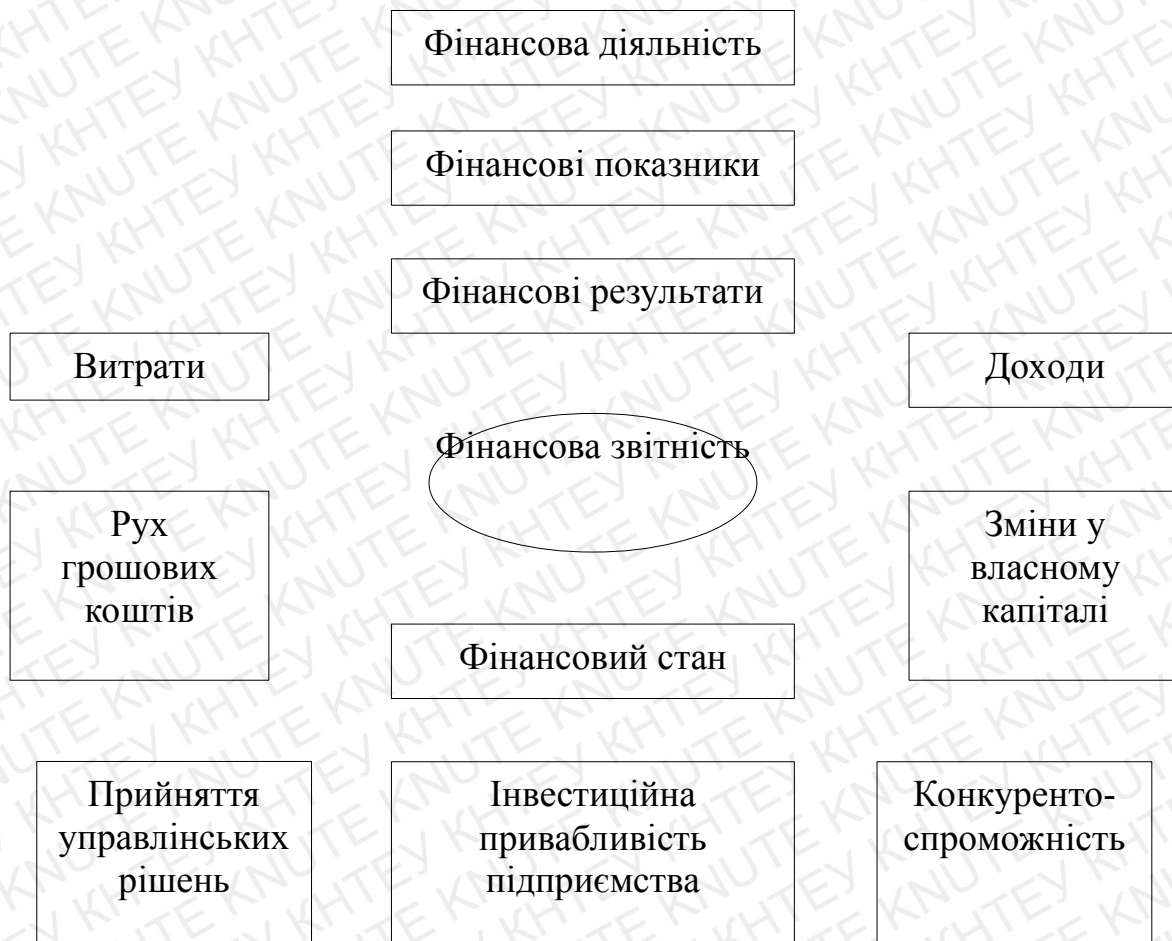 Фінансова діяльність
Фінансові показники
Фінансові результати
Витрати
Доходи
Фінансова звітність
Рух
грошових
коштів
Зміни у
власному
капіталі
Фінансовий стан
Прийняття
управлінських
рішень
Інвестиційна
привабливість
підприємства
Конкуренто-
спроможність